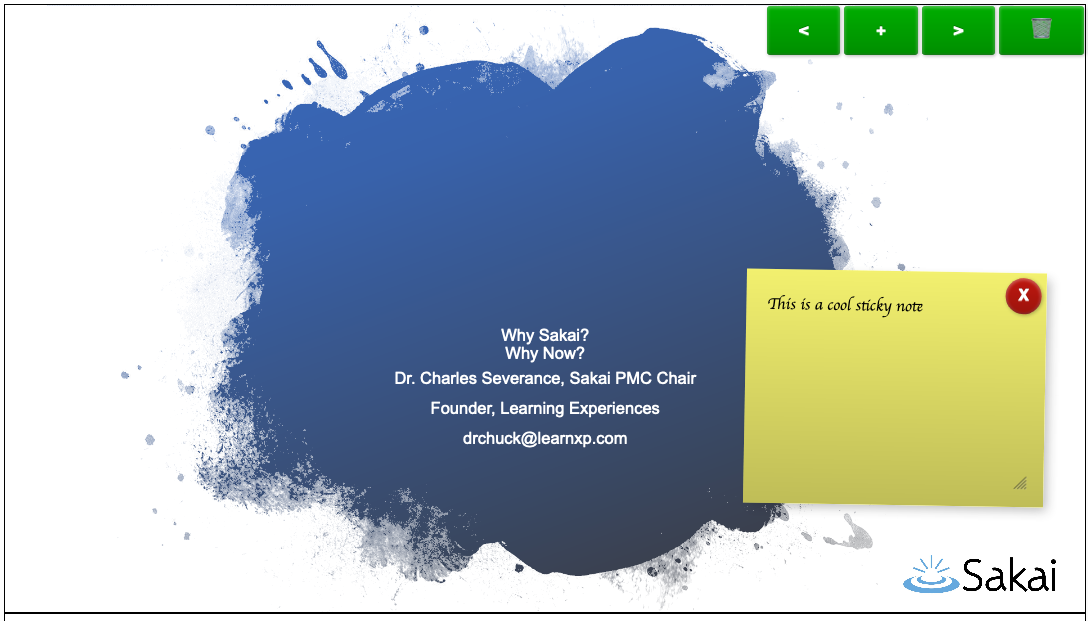 < + >
This is a cool sticky note
X
Why Sakai?
Why Now?
Dr. Charles Severance, Sakai PMC Chair
Founder, Learning Experiences
drchuck@learnxp.com
Sakai